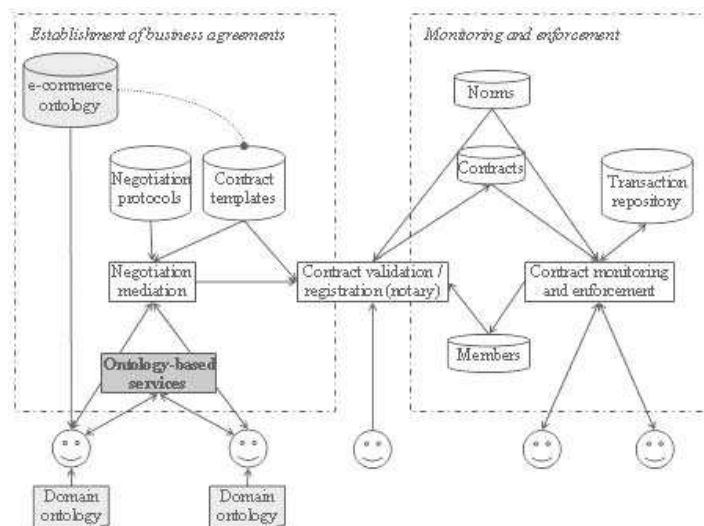 Establishment of business agreements
Monitoring and enforcement
e-commerce
ontology
Norms
Negotiation
protocols
Contract
templates
Contracts
Transaction
repository
Negotiation
mediation
Contract validation /
registration (notary)
Contract monitoring
and enforcement
Members
Ontology-based
services
Domain
ontology
Domain
ontology